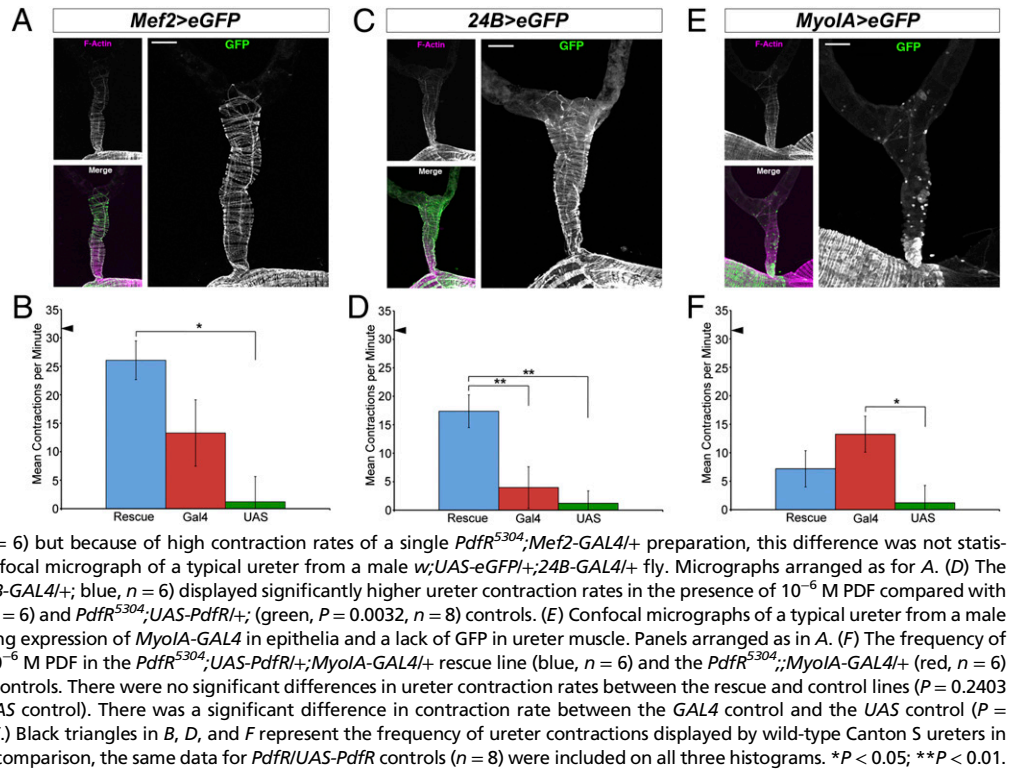 A Mef2>eGFP
F-Actin
GFP
Merge
C 24B>eGFP
F-Actin
GFP
Merge
E MyoIA>eGFP
F-Actin
GFP
Merge
B
Mean Contractions per Minute
35
30
25
20
15
10
5
0
*
Rescue Gal4 UAS
D
Mean Contractions per Minute
35
30
25
20
15
10
5
0
**
**
Rescue Gal4 UAS
F
Mean Contractions per Minute
35
30
25
20
15
10
5
0
*
Rescue Gal4 UAS
= 6) but because of high contraction rates of a single PdfR5304;Mef2-GAL4/+ preparation, this difference was not statis-
focal micrograph of a typical ureter from a male w;UAS-eGFP/+;24B-GAL4/+ fly. Micrographs arranged as for A. (D) The
B-GAL4/+; blue, n = 6) displayed significantly higher ureter contraction rates in the presence of 10−6 M PDF compared with
= 6) and PdfR5304;UAS-PdfR/+; (green, P = 0.0032, n = 8) controls. (E) Confocal micrographs of a typical ureter from a male
ng expression of MyoIA-GAL4 in epithelia and a lack of GFP in ureter muscle. Panels arranged as in A. (F) The frequency of
0−6 M PDF in the PdfR5304;UAS-PdfR/+;MyoIA-GAL4/+ rescue line (blue, n = 6) and the PdfR5304;;MyoIA-GAL4/+ (red, n = 6)
controls. There were no significant differences in ureter contraction rates between the rescue and control lines (P = 0.2403
AS control). There was a significant difference in contraction rate between the GAL4 control and the UAS control (P =
.) Black triangles in B, D, and F represent the frequency of ureter contractions displayed by wild-type Canton S ureters in
comparison, the same data for PdfR/UAS-PdfR controls (n = 8) were included on all three histograms. *P < 0.05; **P < 0.01.